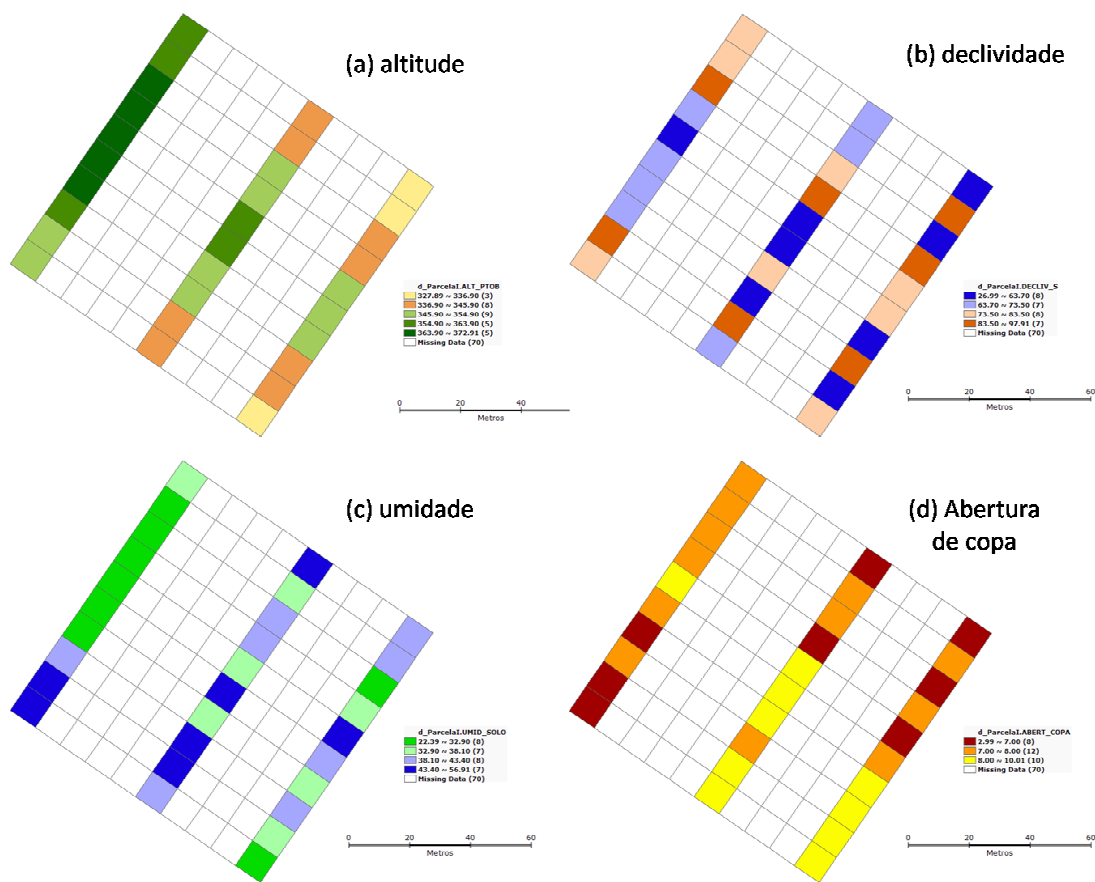 (a) altitude
d_ParcelaI.ALT_PTOB
327.89 ~ 336.90 (3)
336.90 ~ 345.90 (8)
345.90 ~ 354.90 (9)
354.90 ~ 363.90 (5)
363.90 ~ 372.91 (5)
Missing Data (70)
0 20 40
Metros
(b) declividade
d_ParcelaI.DECLIV_S
26.99 ~ 63.70 (8)
63.70 ~ 73.50 (7)
73.50 ~ 83.50 (8)
83.50 ~ 97.91 (7)
Missing Data (70)
0 20 40 60
Metros
(c) umidade
d_ParcelaI.UMID_SOLO
22.39 ~ 32.90 (8)
32.90 ~ 38.10 (7)
38.10 ~ 43.40 (8)
43.40 ~ 56.91 (7)
Missing Data (70)
0 20 40 60
Metros
(d) Abertura
de copa
d_ParcelaI.ABERT_COPA
2.99 ~ 7.00 (8)
7.00 ~ 8.00 (12)
8.00 ~ 10.01 (10)
Missing Data (70)
0 20 40 60
Metros